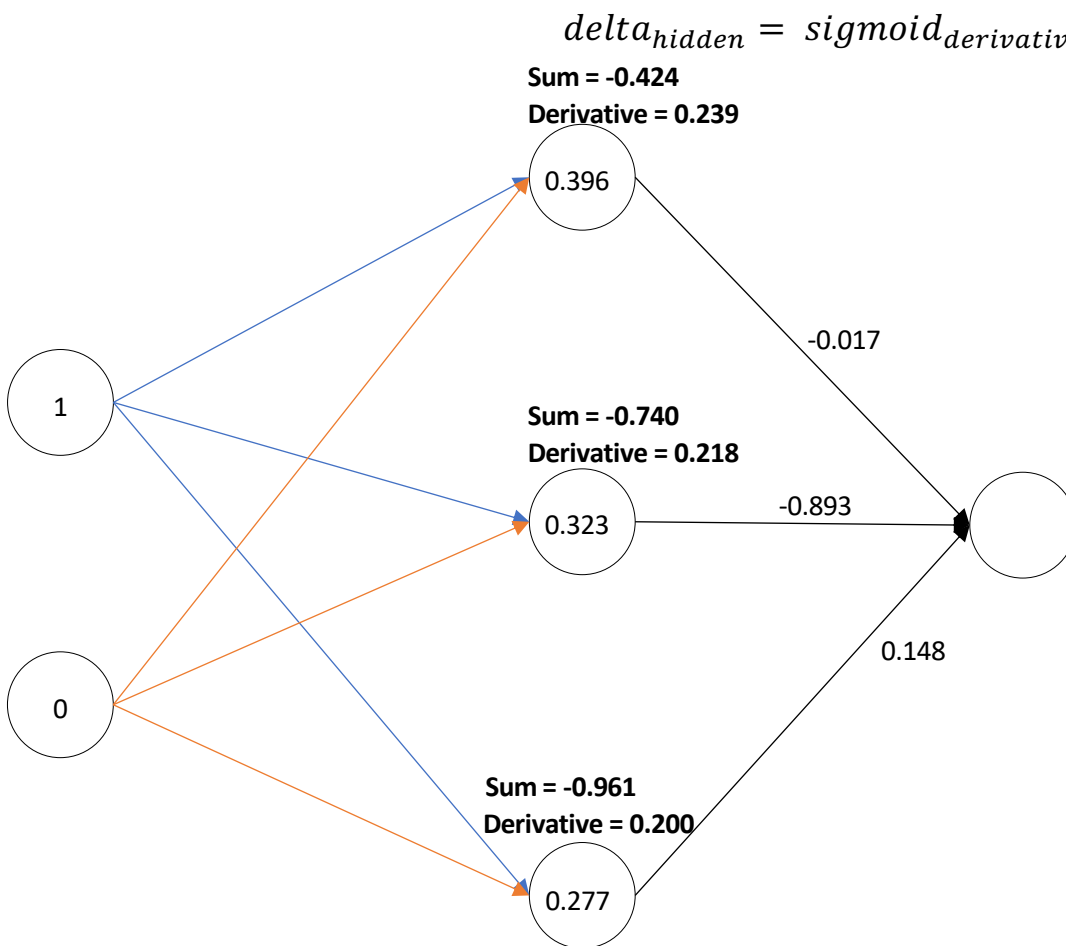 delta_hidden = sigmoid_derivativ
Sum = -0.424
Derivative = 0.239
0.396
-0.017
1
Sum = -0.740
Derivative = 0.218
-0.893
0.323
0.148
0
Sum = -0.961
Derivative = 0.200
0.277